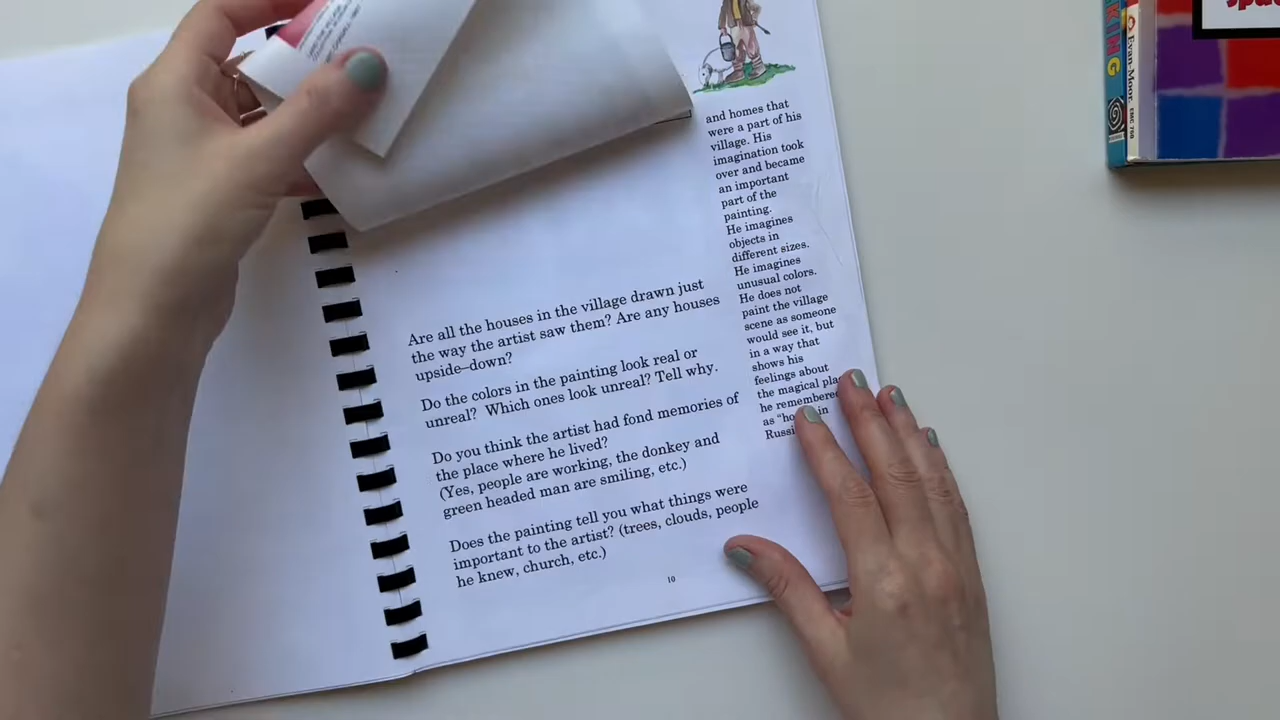 and homes that
were a part of his
village. His
imagination took
over and became
an important
part of the
painting.
He imagines
objects in
different sizes.
He imagines
unusual colors.
He does not
paint the village
scene as someone
would see it, but
in a way that
shows his
feelings about
the magical
he remembered
as in
Are all the houses in the village drawn just
the way the artist saw them? Are any houses
upside–down?
Do the colors in the painting look real or
unreal? Which ones look unreal? Tell why.
Do you think the artist had fond memories of
the place where he lived?
(Yes, people are working, the donkey and
green headed man are smiling, etc.)
Does the painting tell you what things were
important to the artist? (trees, clouds, people
he knew, church, etc.)
10
KING
Evan-Moor
EMC 760